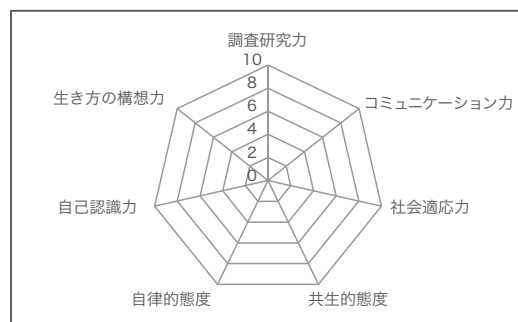 調査研究力
10
8
6
4
2
0
コミュニケーション力
社会適応力
共生的態度
自律的態度
自己認識力
生き方の構想力